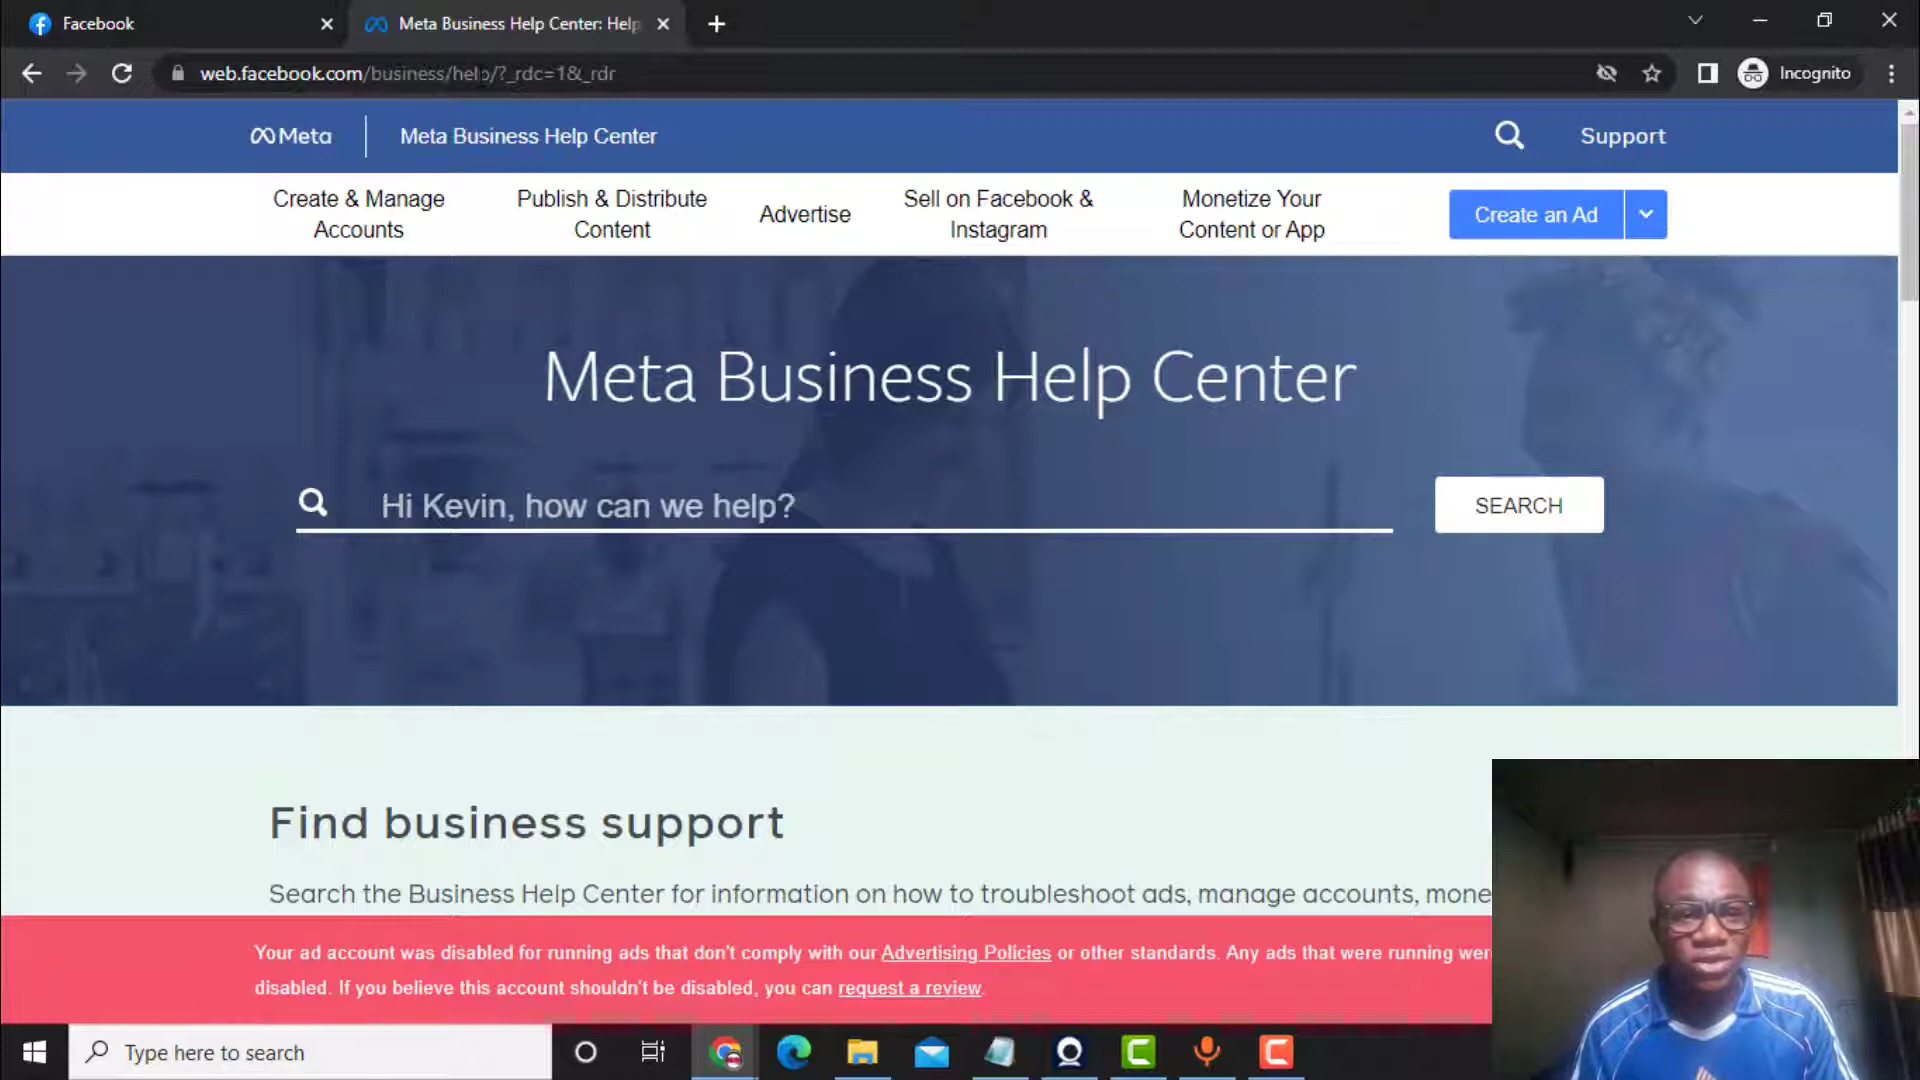 Facebook
Meta Business Help Center: Help
web.facebook.com/business/help/?_rdc=1&_rdr
Incognito
Meta
Meta Business Help Center
Support
Create & Manage
Accounts
Publish & Distribute
Content
Advertise
Sell on Facebook &
Instagram
Monetize Your
Content or App
Create an Ad
Meta Business Help Center
Hi Kevin, how can we help?
SEARCH
Find business support
Search the Business Help Center for information on how to troubleshoot ads, manage accounts, mone
Your ad account was disabled for running ads that don't comply with our Advertising Policies or other standards. Any ads that were running wer
disabled. If you believe this account shouldn't be disabled, you can request a review.
Type here to search